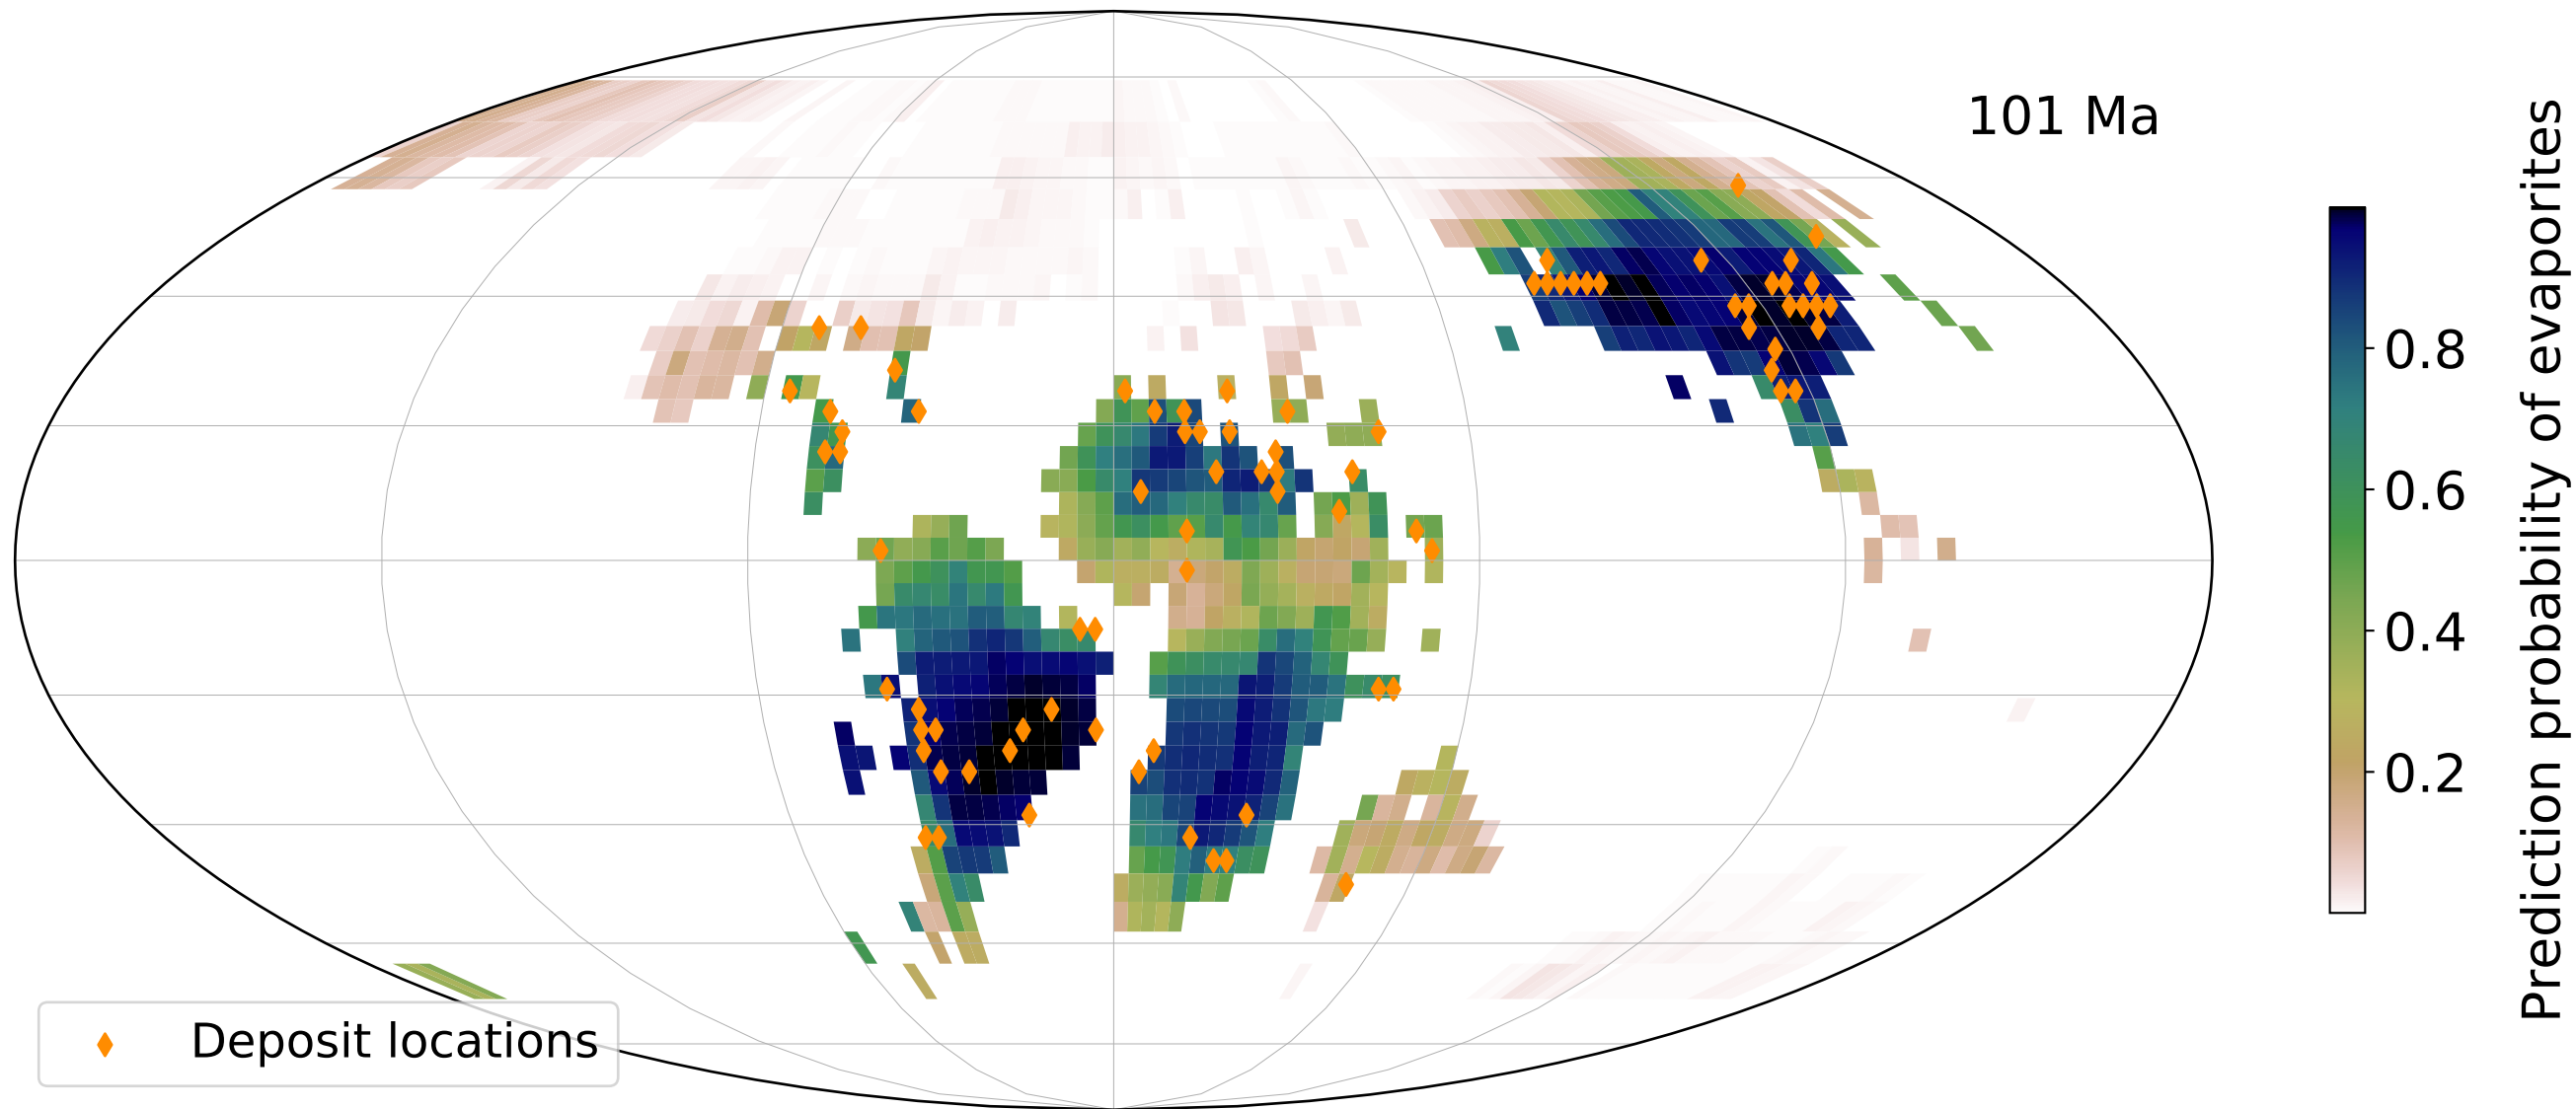 101 Ma
0.8
0.6
0.4
0.2
Prediction probability of evaporites
Deposit locations